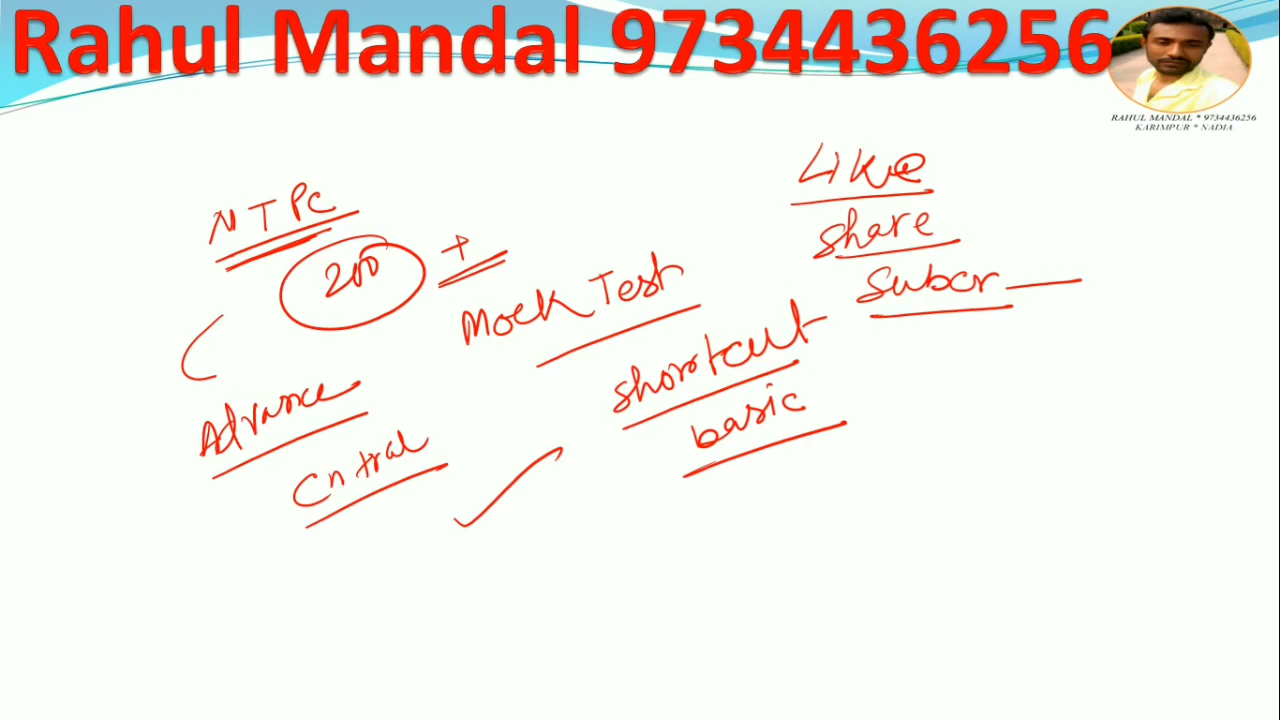 Rahul Mandal 9734436256
RAHUL MANDAL * 9734436256
KARIMPUR * NADIA
Like
share
subcr
NTPC
200 +
Mock Test
shortcut
basic
Advance
Cntral